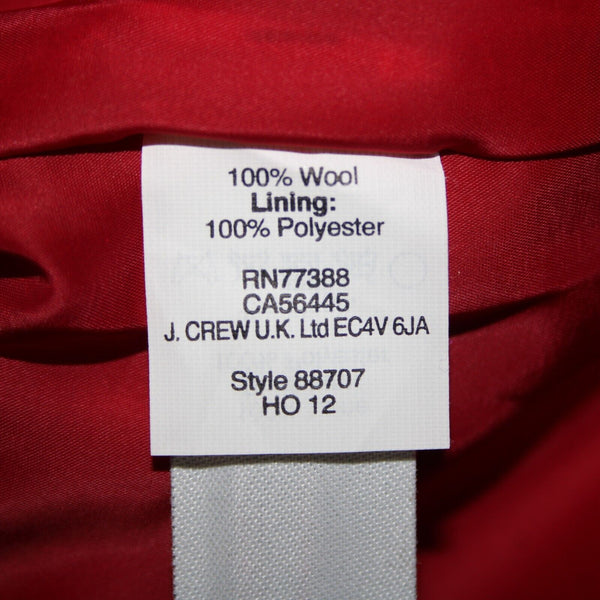 100% Wool
Lining:
100% Polyester
RN77388
CA56445
J. CREW U.K. Ltd EC4V 6JA
Style 88707
HO 12